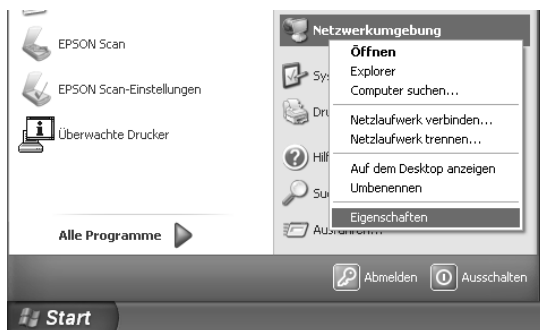 EPSON Scan
EPSON Scan-Einstellungen
Überwachte Drucker
Alle Programme
Netzwerkumgebung
Öffnen
Explorer
Computer suchen...
Netzlaufwerk verbinden...
Netzlaufwerk trennen...
Auf dem Desktop anzeigen
Umbenennen
Eigenschaften
Abmelden
Ausschalten
Start